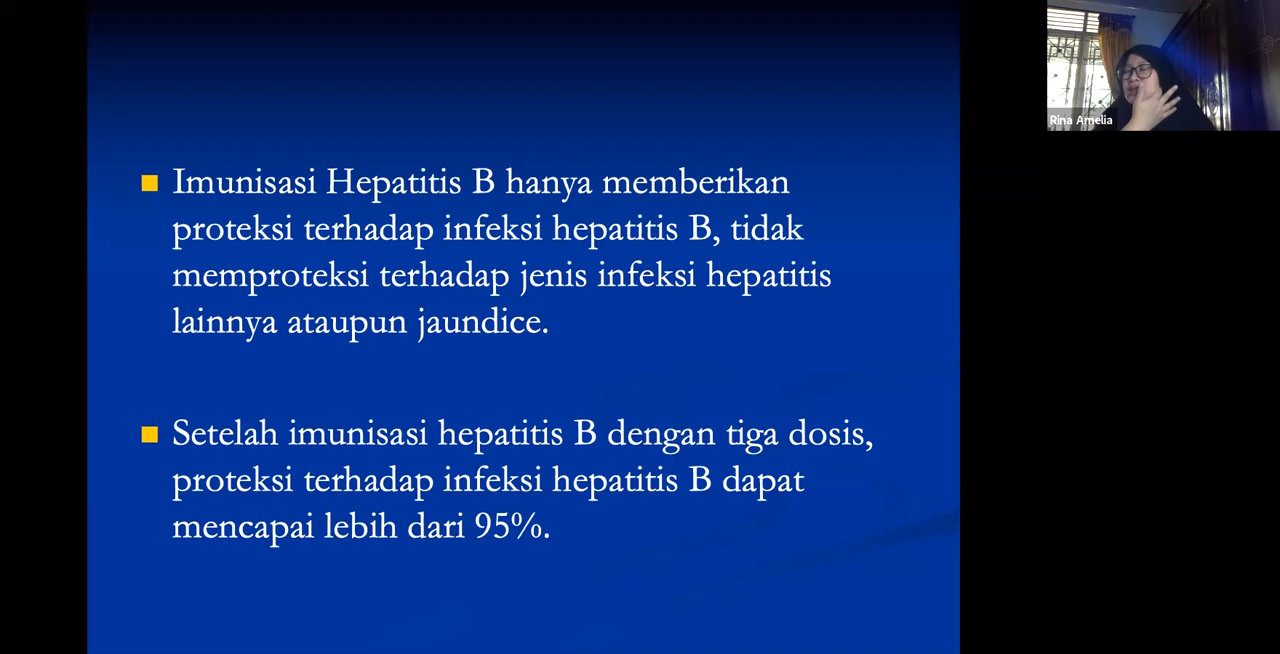 Imunisasi Hepatitis B hanya memberikan
proteksi terhadap infeksi hepatitis B, tidak
memproteksi terhadap jenis infeksi hepatitis
lainnya ataupun jaundice.
Setelah imunisasi hepatitis B dengan tiga dosis,
proteksi terhadap infeksi hepatitis B dapat
mencapai lebih dari 95%.
Rina Amelia